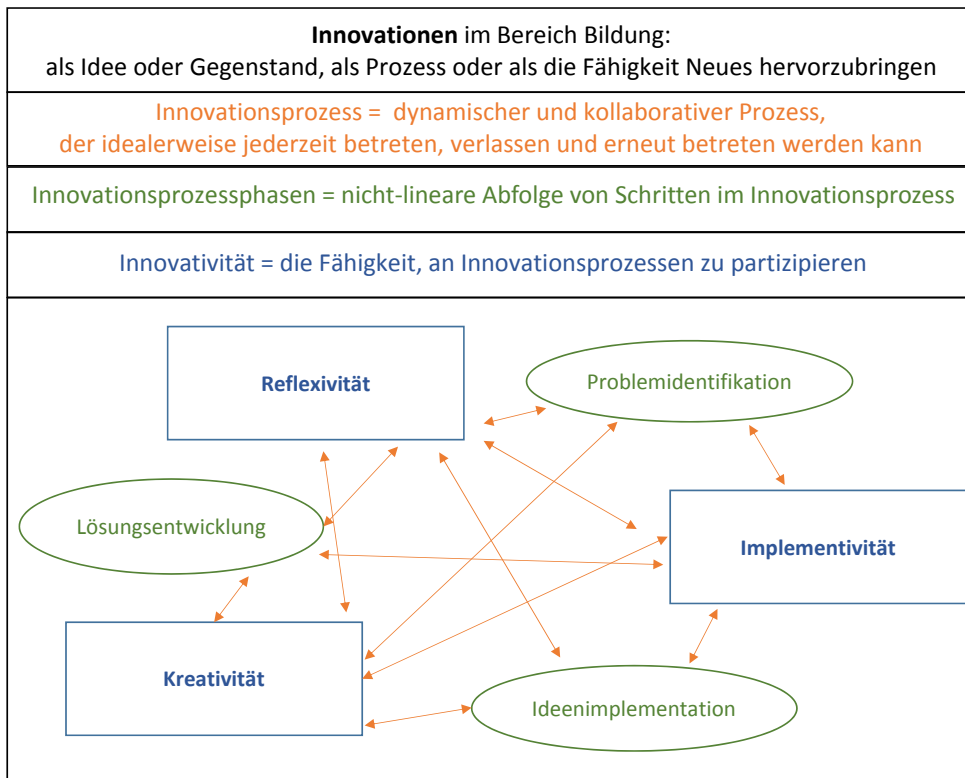 Innovationen im Bereich Bildung:
als Idee oder Gegenstand, als Prozess oder als die Fähigkeit Neues hervorzubringen
Innovationsprozess = dynamischer und kollaborativer Prozess,
der idealerweise jederzeit betreten, verlassen und erneut betreten werden kann
Innovationsprozessphasen = nicht-lineare Abfolge von Schritten im Innovationsprozess
Innovativität = die Fähigkeit, an Innovationsprozessen zu partizipieren
Reflexivität
Problemidentifikation
Lösungsentwicklung
Implementivität
Kreativität
Ideenimplementation